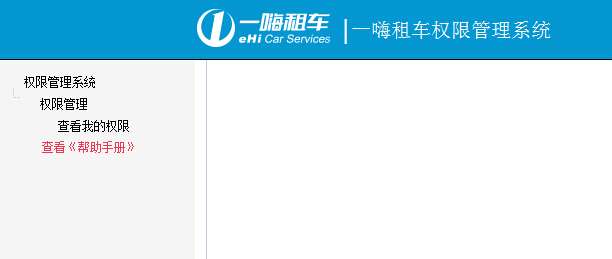 一嗨租车
eHi Car Services
|一嗨租车权限管理系统
权限管理系统
权限管理
查看我的权限
查看《帮助手册》